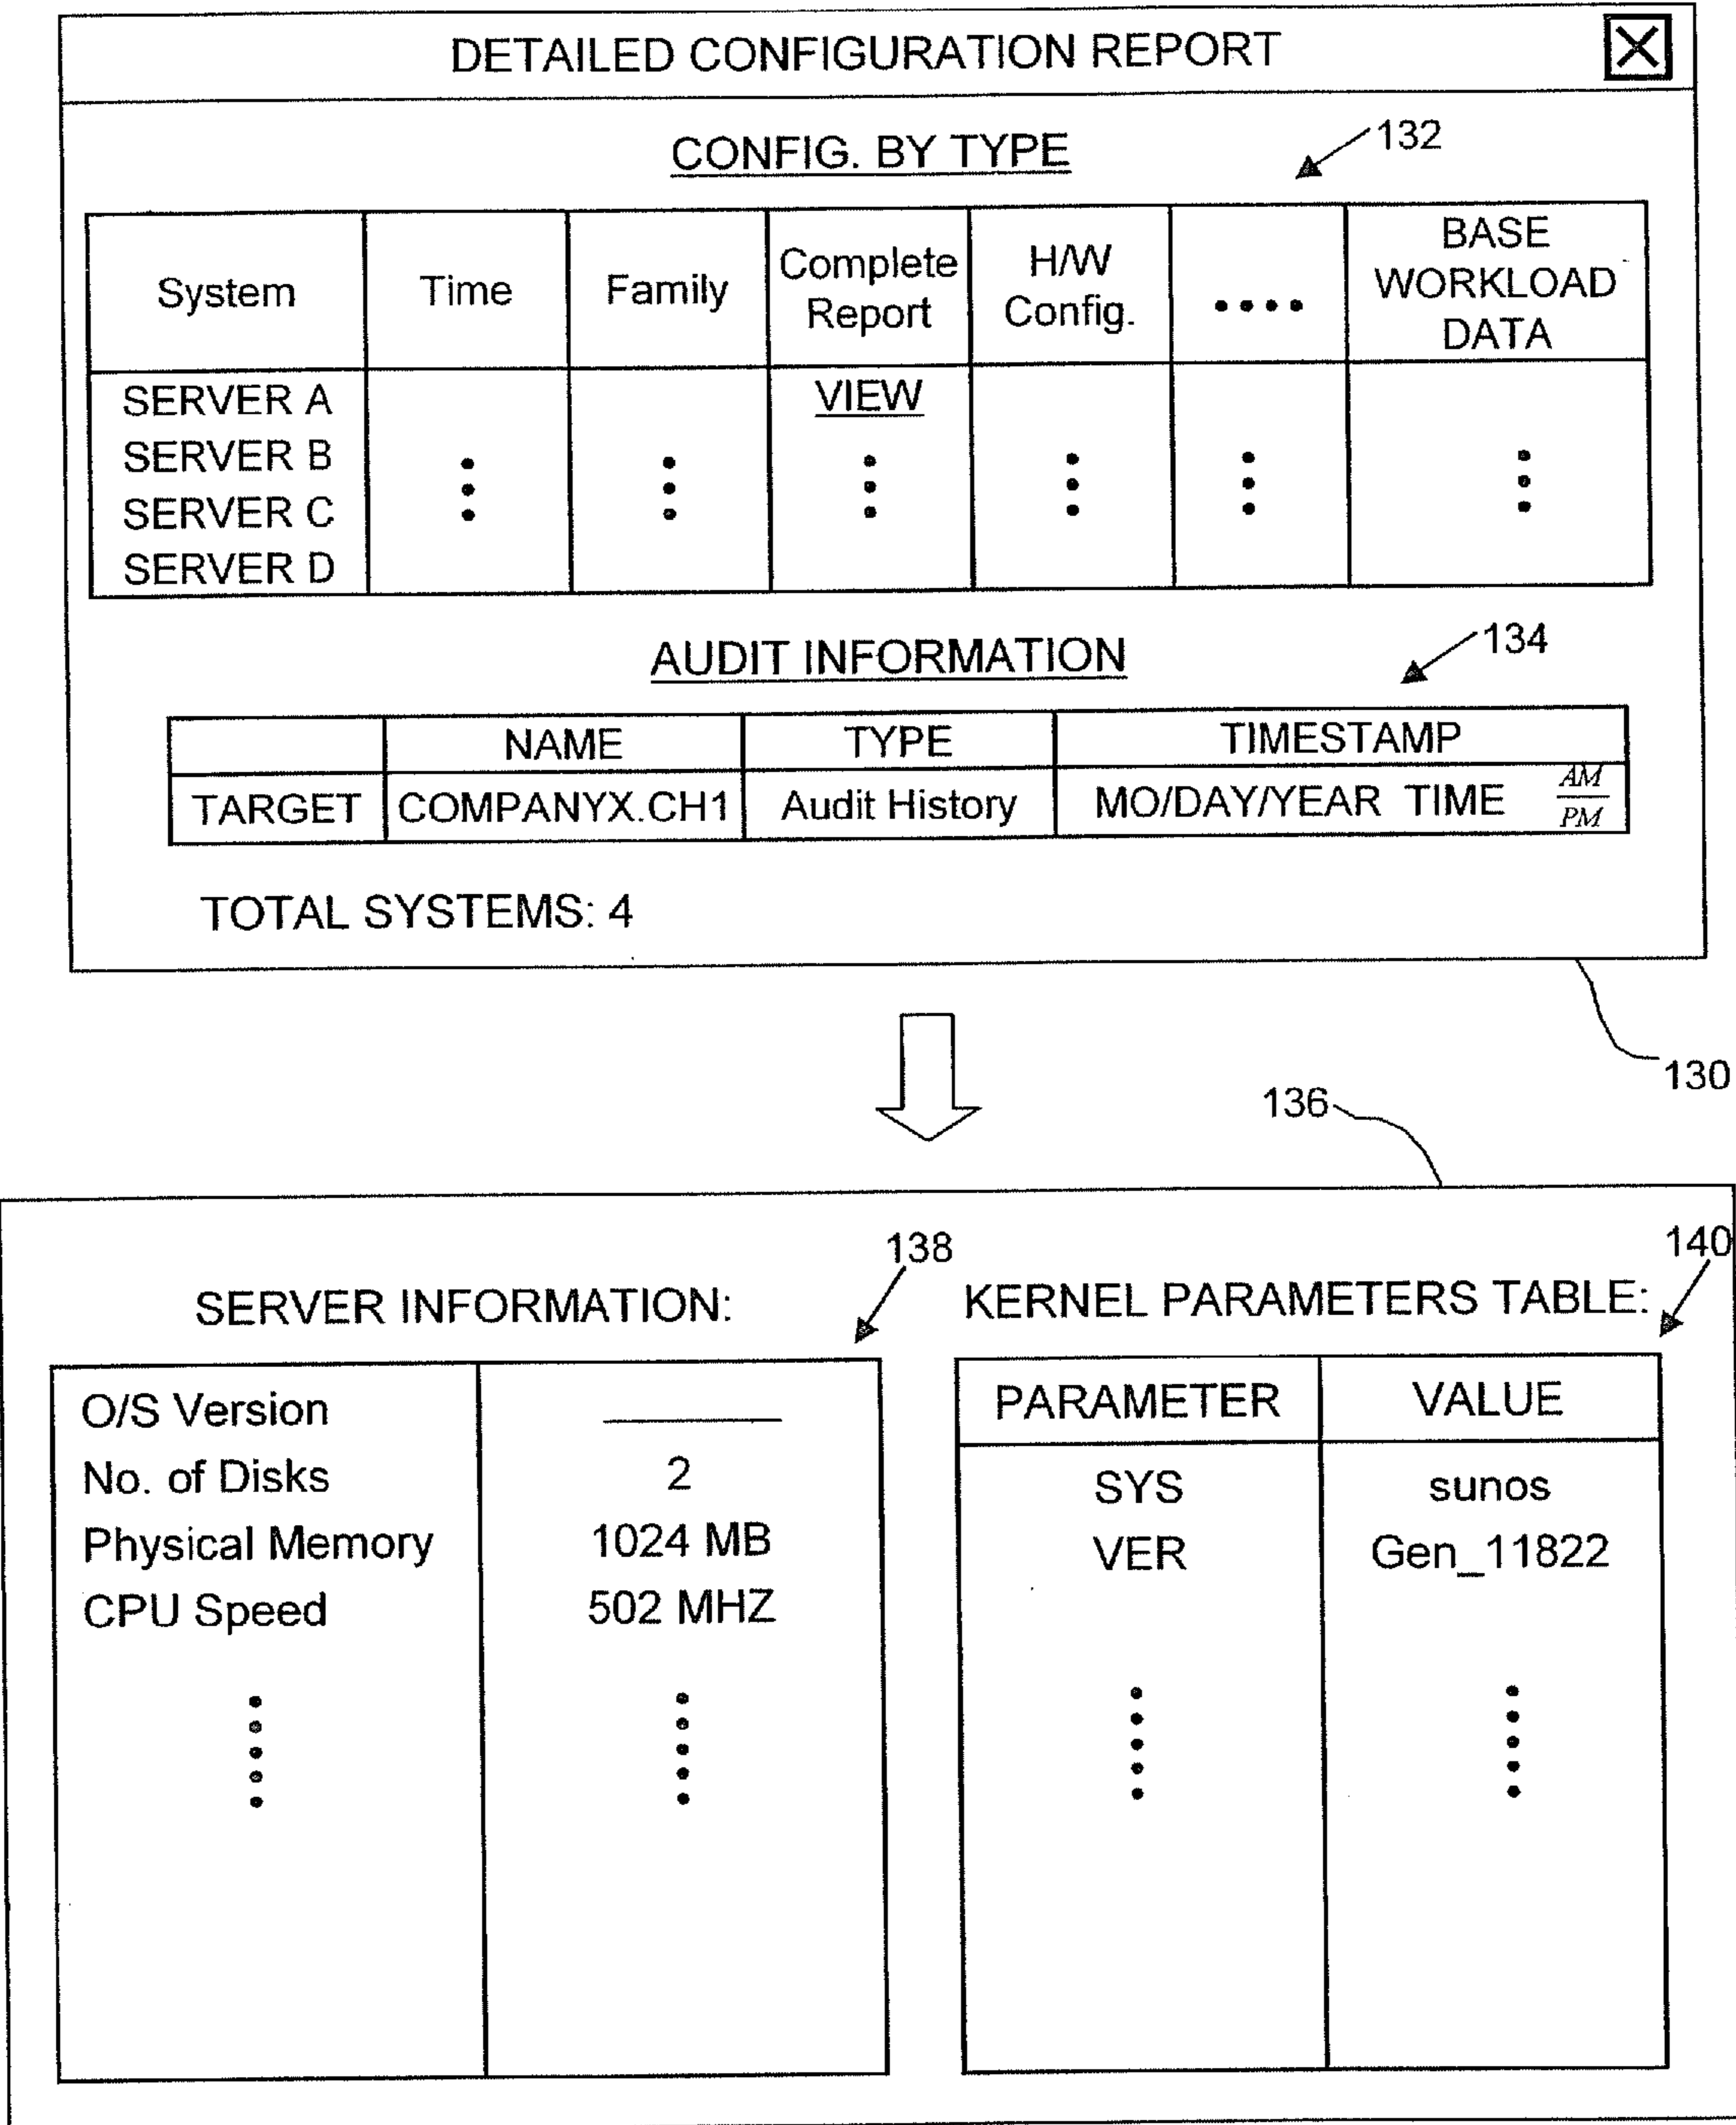 DETAILED CONFIGURATION REPORT
CONFIG. BY TYPE
132
System Time Family Complete Report H/W Config. •••• BASE WORKLOAD DATA
SERVER A VIEW
SERVER B
SERVER C
SERVER D
AUDIT INFORMATION
134
NAME TYPE TIMESTAMP
TARGET COMPANYX.CH1 Audit History MO/DAY/YEAR TIME AM/PM
TOTAL SYSTEMS: 4
130
136
138
140
SERVER INFORMATION:
O/S Version
No. of Disks 2
Physical Memory 1024 MB
CPU Speed 502 MHZ
KERNEL PARAMETERS TABLE:
PARAMETER VALUE
SYS sunos
VER Gen_11822